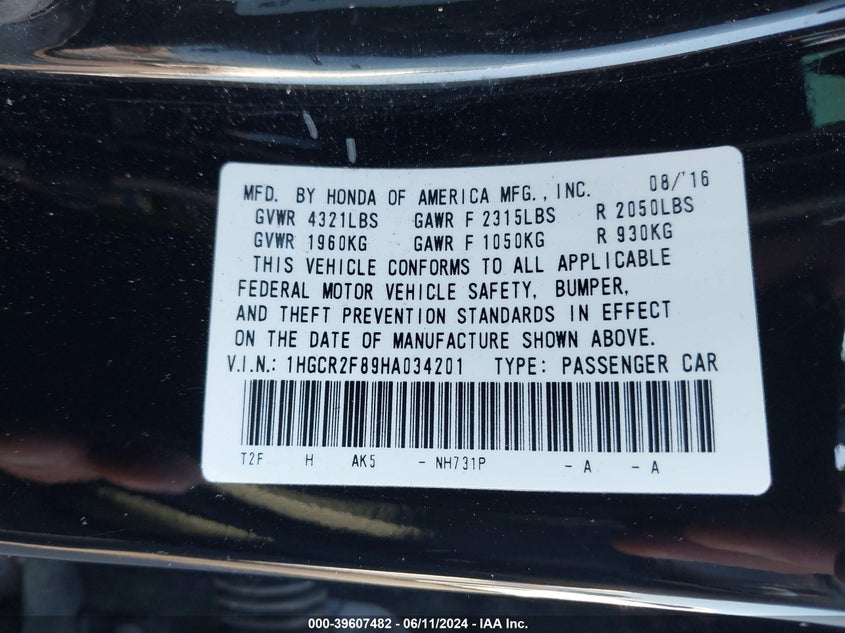 MFD. BY HONDA OF AMERICA MFG., INC. 08/'16
GVWR 4321LBS GAWR F 2315LBS R 2050LBS
GVWR 1960KG GAWR F 1050KG R 930KG
THIS VEHICLE CONFORMS TO ALL APPLICABLE
FEDERAL MOTOR VEHICLE SAFETY, BUMPER,
AND THEFT PREVENTION STANDARDS IN EFFECT
ON THE DATE OF MANUFACTURE SHOWN ABOVE.
V.I.N.: 1HGCR2F89HA034201 TYPE: PASSENGER CAR
T2F H AK5 - NH731P - A - A
000-39607482 - 06/11/2024 - IAA Inc.